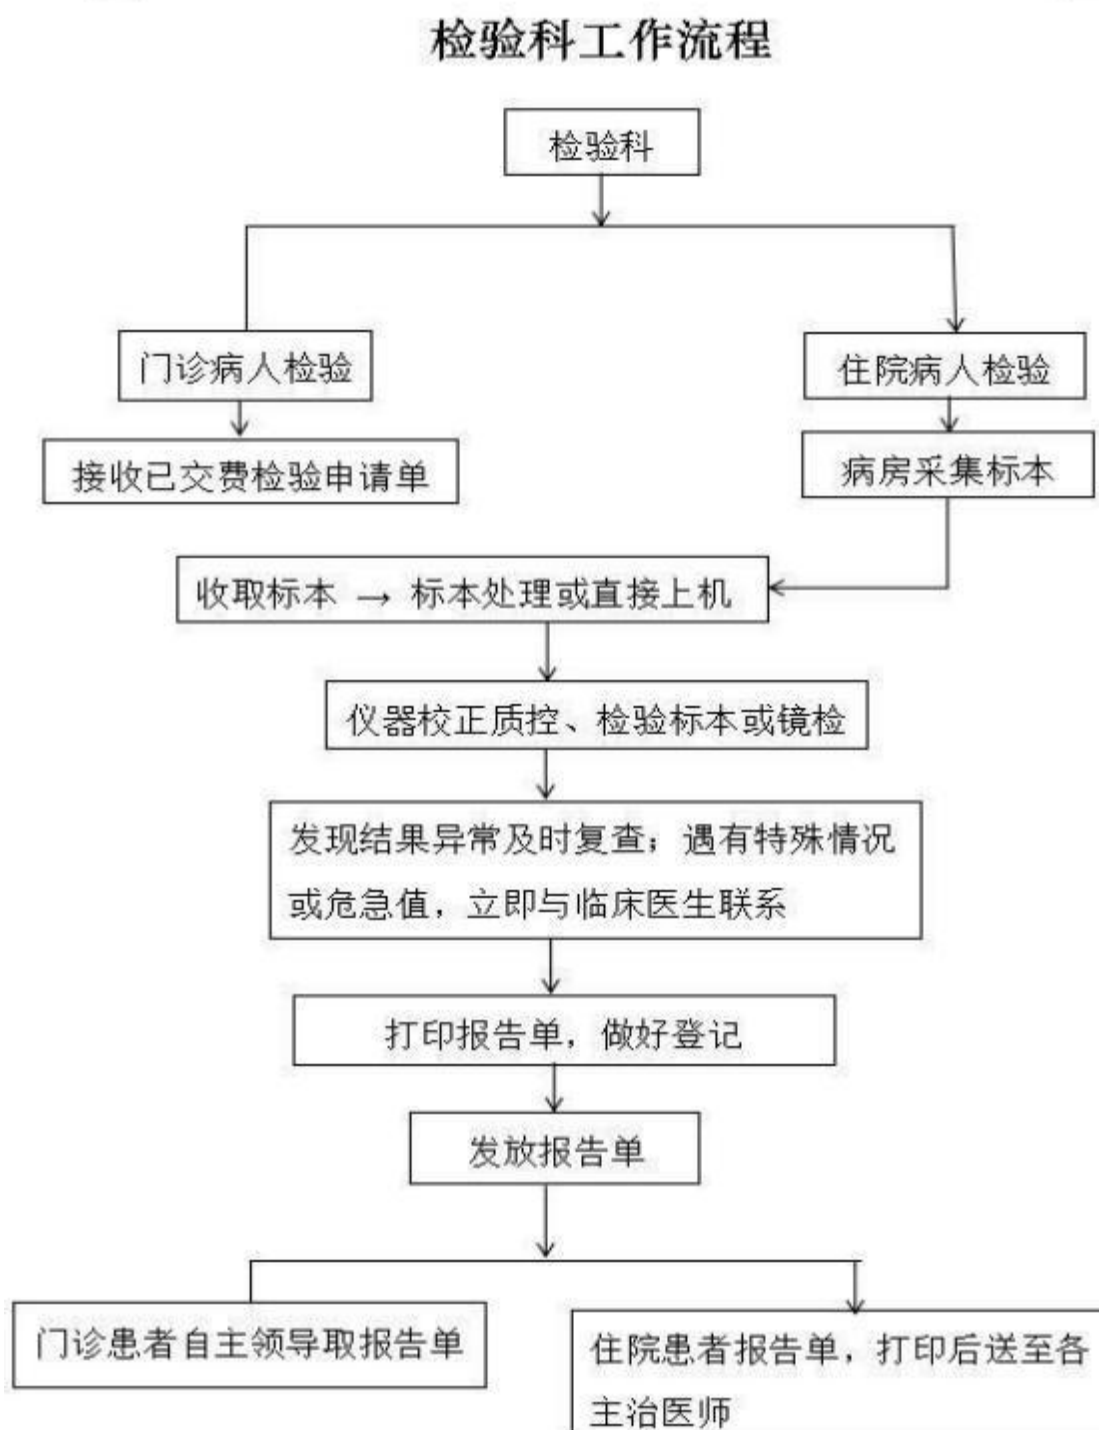 检验科工作流程
检验科
门诊病人检验
住院病人检验
接收已交费检验申请单
病房采集标本
收取标本 → 标本处理或直接上机
仪器校正质控、检验标本或镜检
发现结果异常及时复查；遇有特殊情况
或危急值，立即与临床医生联系
打印报告单，做好登记
发放报告单
门诊患者自主领导取报告单
住院患者报告单，打印后送至各
主治医师